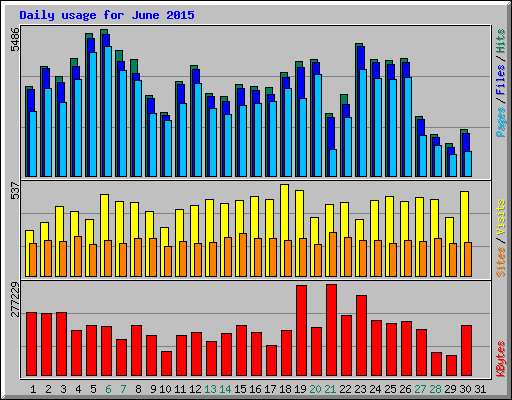 Daily usage for June 2015
5486
Pages / Files / Hits
537
Sites / Visits
277229
KBytes
1 2 3 4 5 6 7 8 9 10 11 12 13 14 15 16 17 18 19 20 21 22 23 24 25 26 27 28 29 30 31